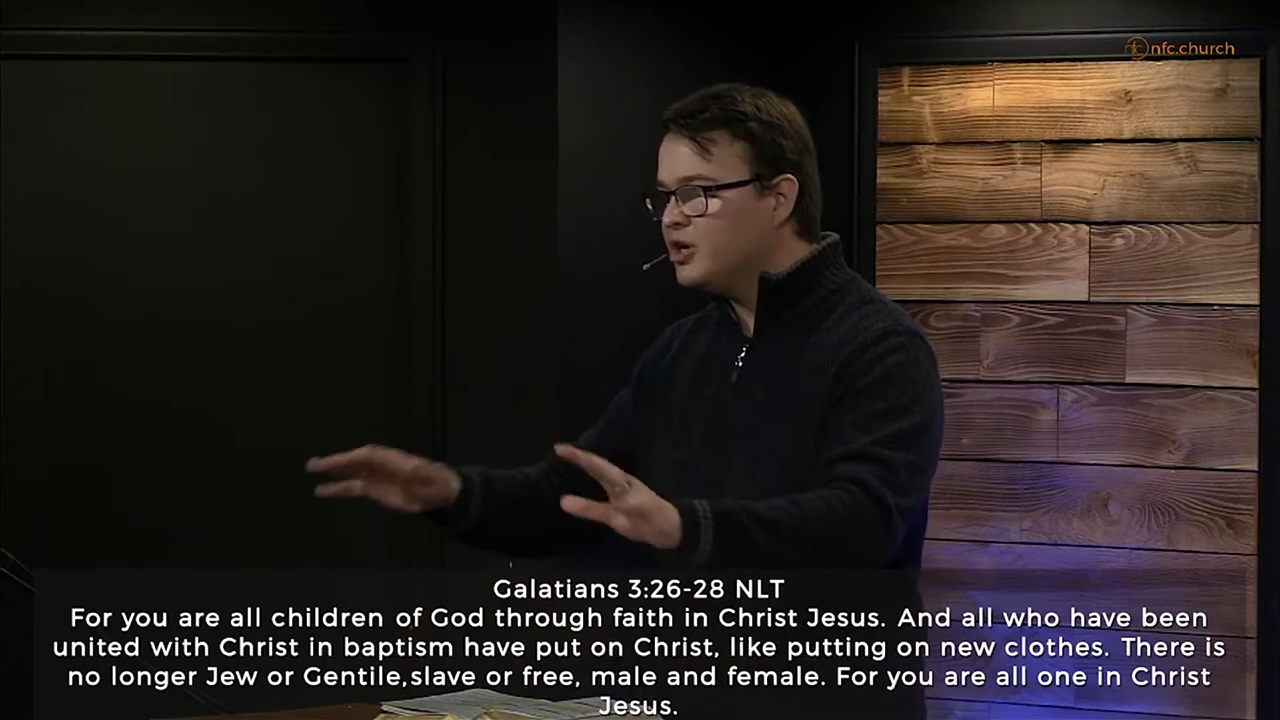 nfc.church
Galatians 3:26-28 NLT
For you are all children of God through faith in Christ Jesus. And all who have been
united with Christ in baptism have put on Christ, like putting on new clothes. There is
no longer Jew or Gentile,slave or free, male and female. For you are all one in Christ
Jesus.